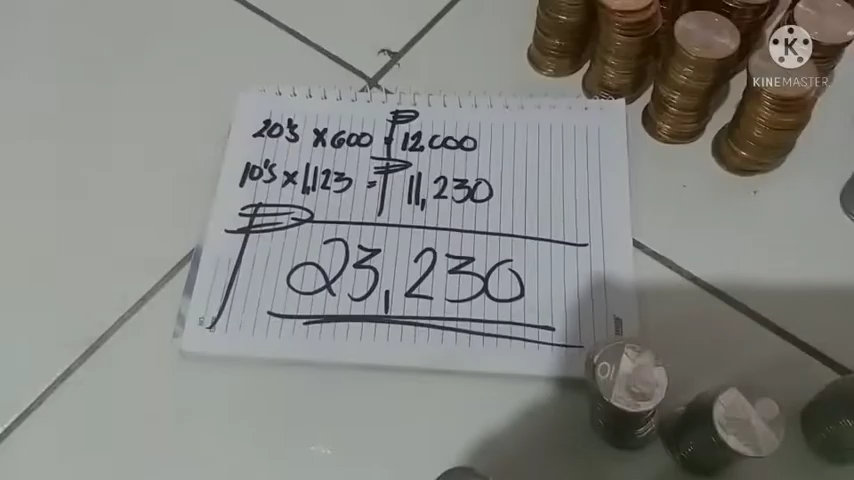 20's x 600 = ₱12,000
10's x 1,123 = ₱11,230
₱23,230
K
KINEMASTER